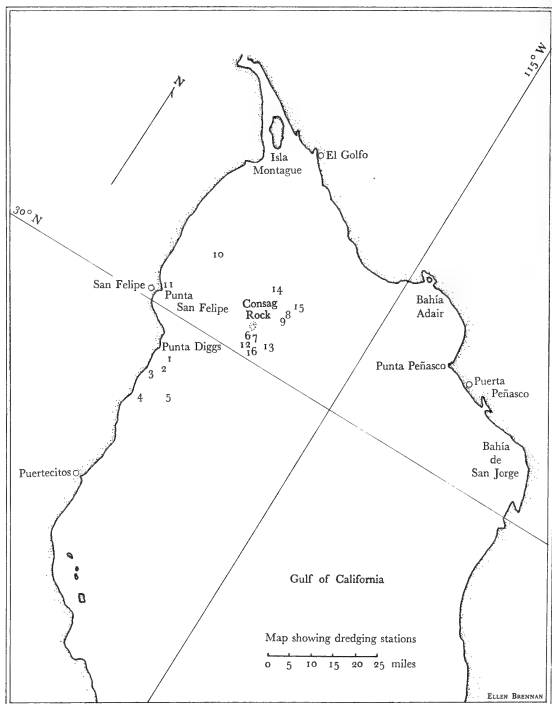 N
115° W
El Golfo
Isla
Montague
30° N
10
San Felipe
11
Punta
San Felipe
14
Consag
Rock
15
8
9
Bahía
Adair
6
7
Punta Diggs
12
16
13
1
2
3
4
5
Punta Peñasco
Puerta
Peñasco
Puertecitos
Bahía
de
San Jorge
Gulf of California
Map showing dredging stations
0 5 10 15 20 25 miles
ELLEN BRENNAN